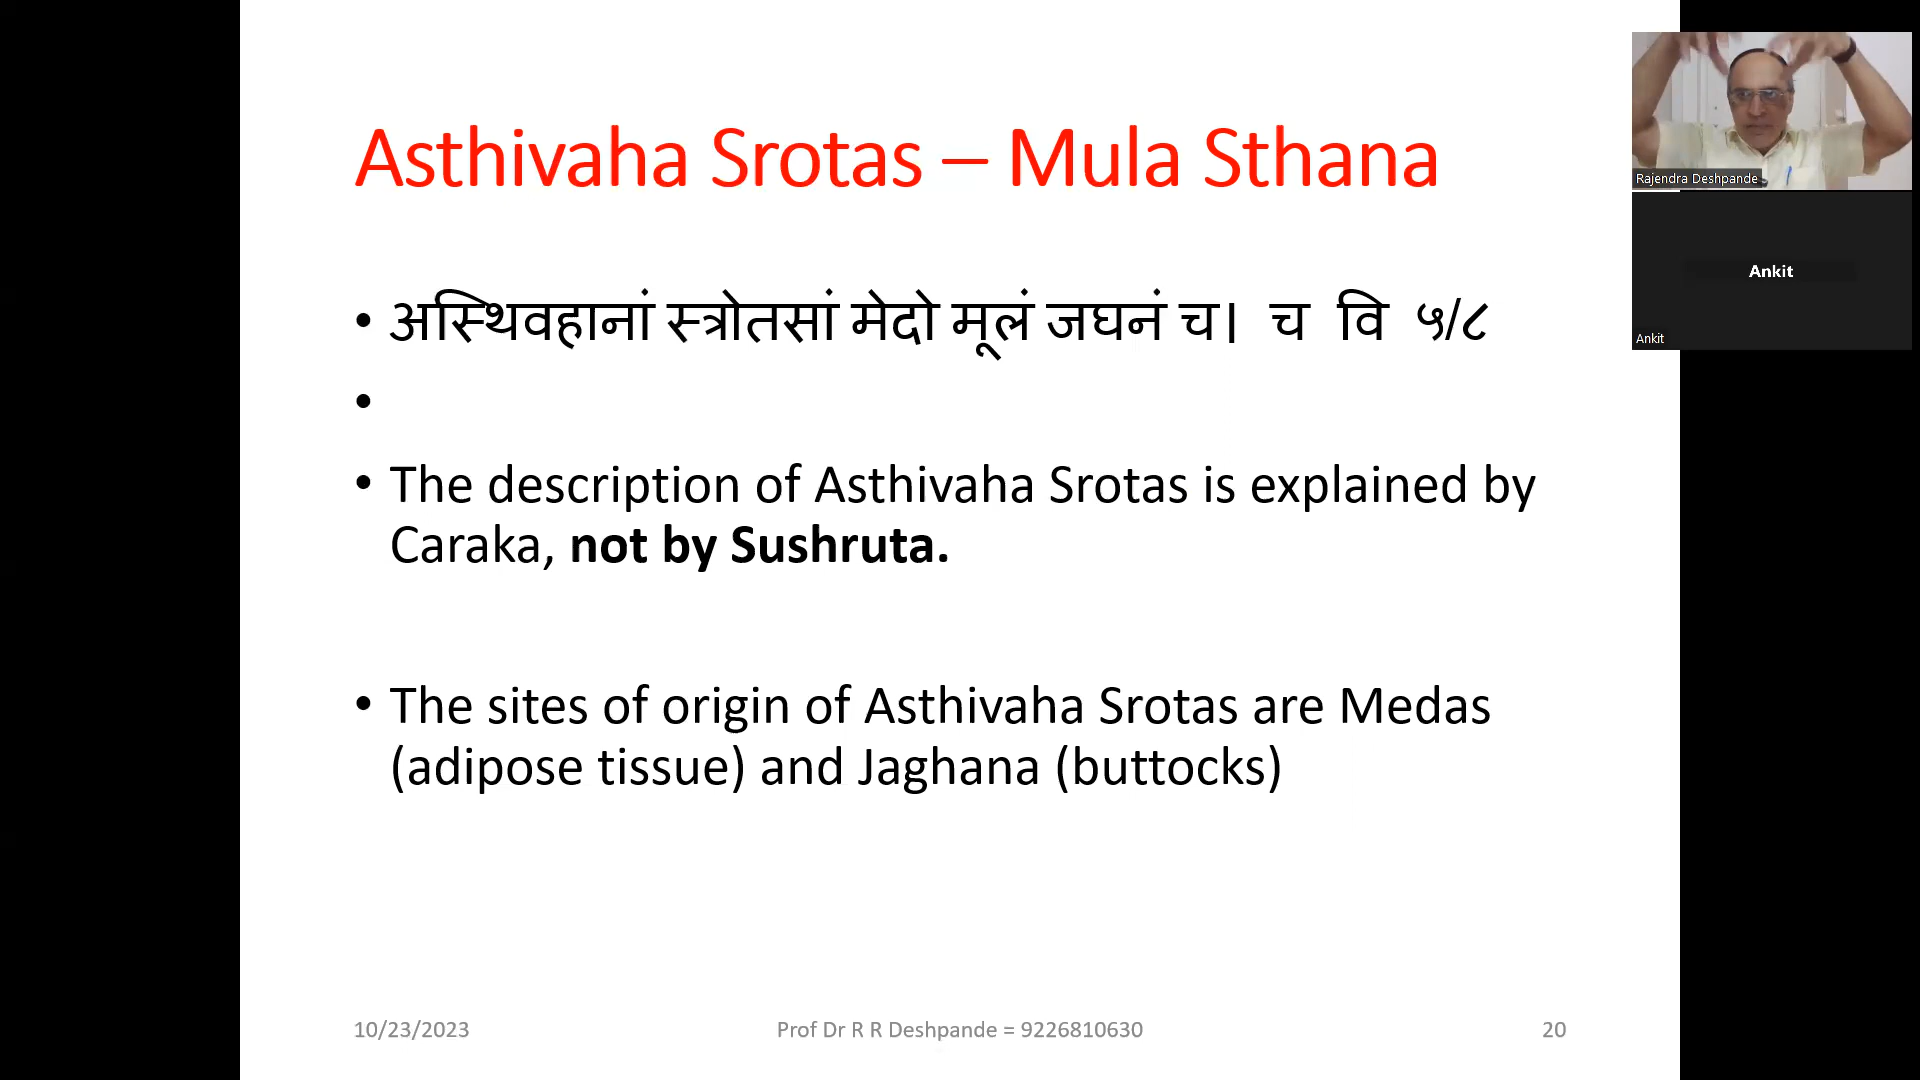 Asthivaha Srotas – Mula Sthana
• अस्थिवहानां स्त्रोतसां मेदो मूलं जघनं च। च वि ५/८
•
• The description of Asthivaha Srotas is explained by
Caraka, not by Sushruta.
• The sites of origin of Asthivaha Srotas are Medas
(adipose tissue) and Jaghana (buttocks)
10/23/2023
Prof Dr R R Deshpande = 9226810630
20
Rajendra Deshpande
Ankit
Ankit